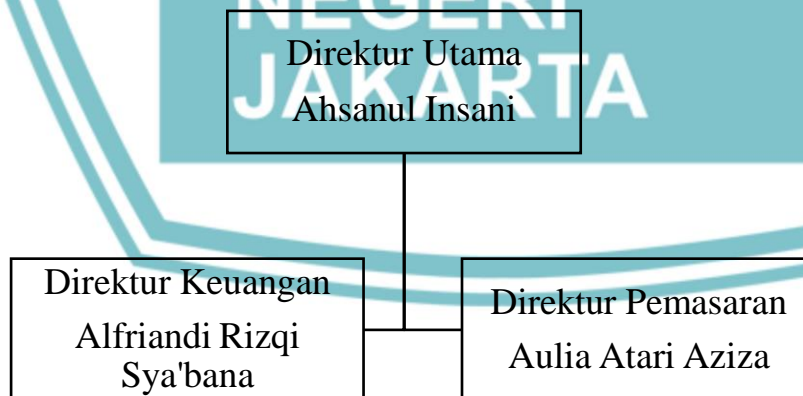 NEGERI
JAKARTA
Direktur Utama
Ahsanul Insani
Direktur Keuangan
Alfriandi Rizqi
Sya'bana
Direktur Pemasaran
Aulia Atari Aziza